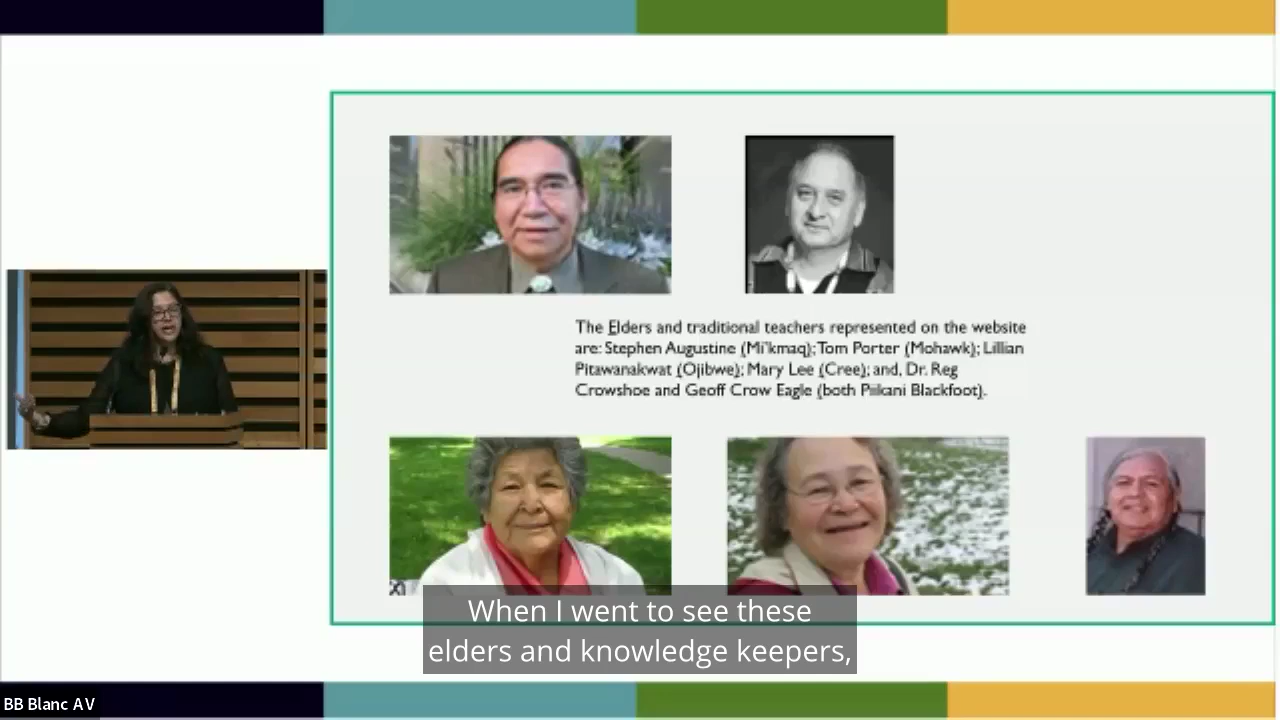 The Elders and traditional teachers represented on the website
are: Stephen Augustine (Mi'kmaq); Tom Porter (Mohawk); Lillian
Pitawanakwat (Ojibwe); Mary Lee (Cree); and, Dr. Reg
Crowshoe and Geoff Crow Eagle (both Piikani Blackfoot).
When I went to see these
elders and knowledge keepers,
BB Blanc AV